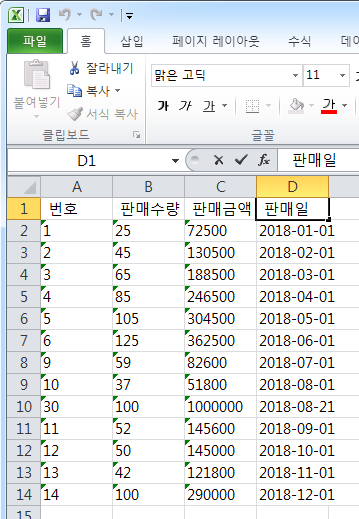 파일 홈 삽입 페이지 레이아웃 수식
잘라내기
복사
붙여넣기
서식 복사
클립보드
맑은 고딕 11
가 가 가 가
글꼴
D1 fx 판매일
A B C D
1 번호 판매수량 판매금액 판매일
2 1 25 72500 2018-01-01
3 2 45 130500 2018-02-01
4 3 65 188500 2018-03-01
5 4 85 246500 2018-04-01
6 5 105 304500 2018-05-01
7 6 125 362500 2018-06-01
8 9 59 82600 2018-07-01
9 10 37 51800 2018-08-01
10 30 100 1000000 2018-08-21
11 11 52 145600 2018-09-01
12 12 50 145000 2018-10-01
13 13 42 121800 2018-11-01
14 14 100 290000 2018-12-01
15